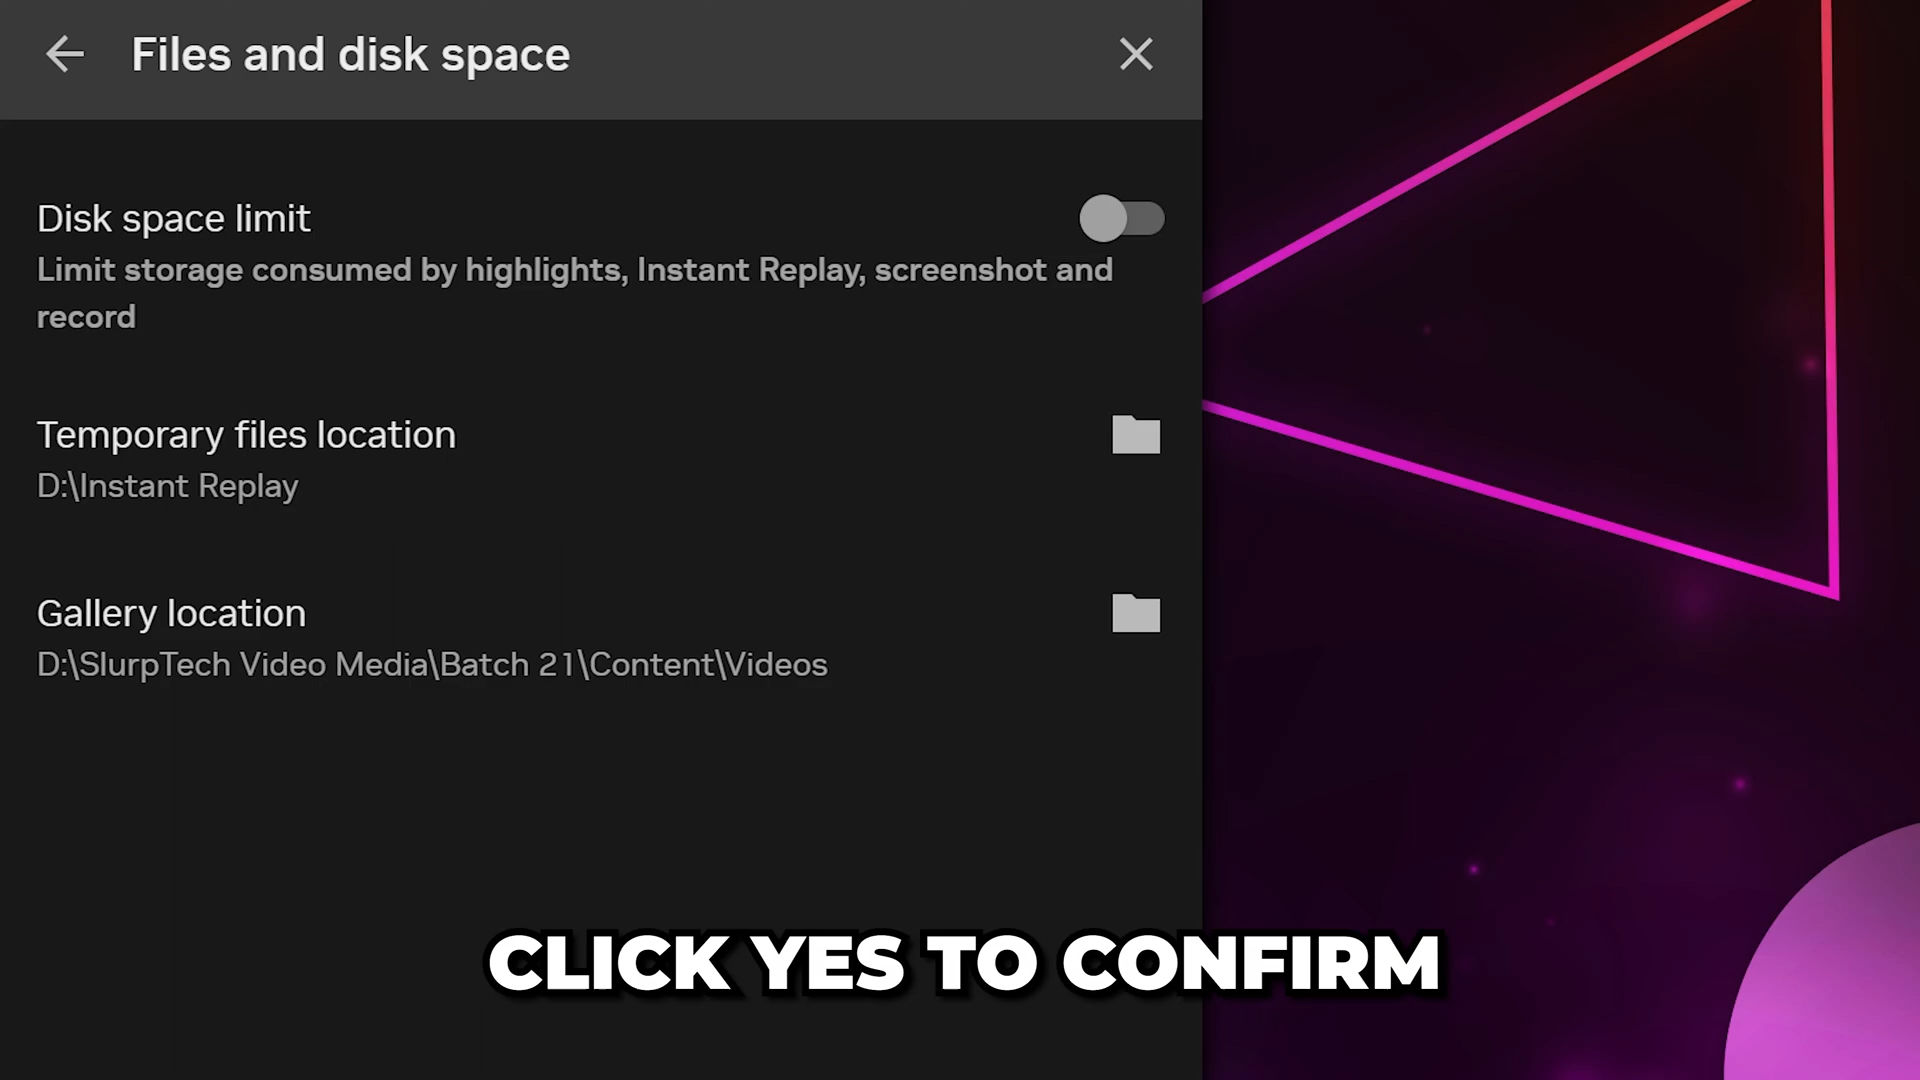 Files and disk space
Disk space limit
Limit storage consumed by highlights, Instant Replay, screenshot and
record
Temporary files location
D:\Instant Replay
Gallery location
D:\SlurpTech Video Media\Batch 21\Content\Videos
CLICK YES TO CONFIRM